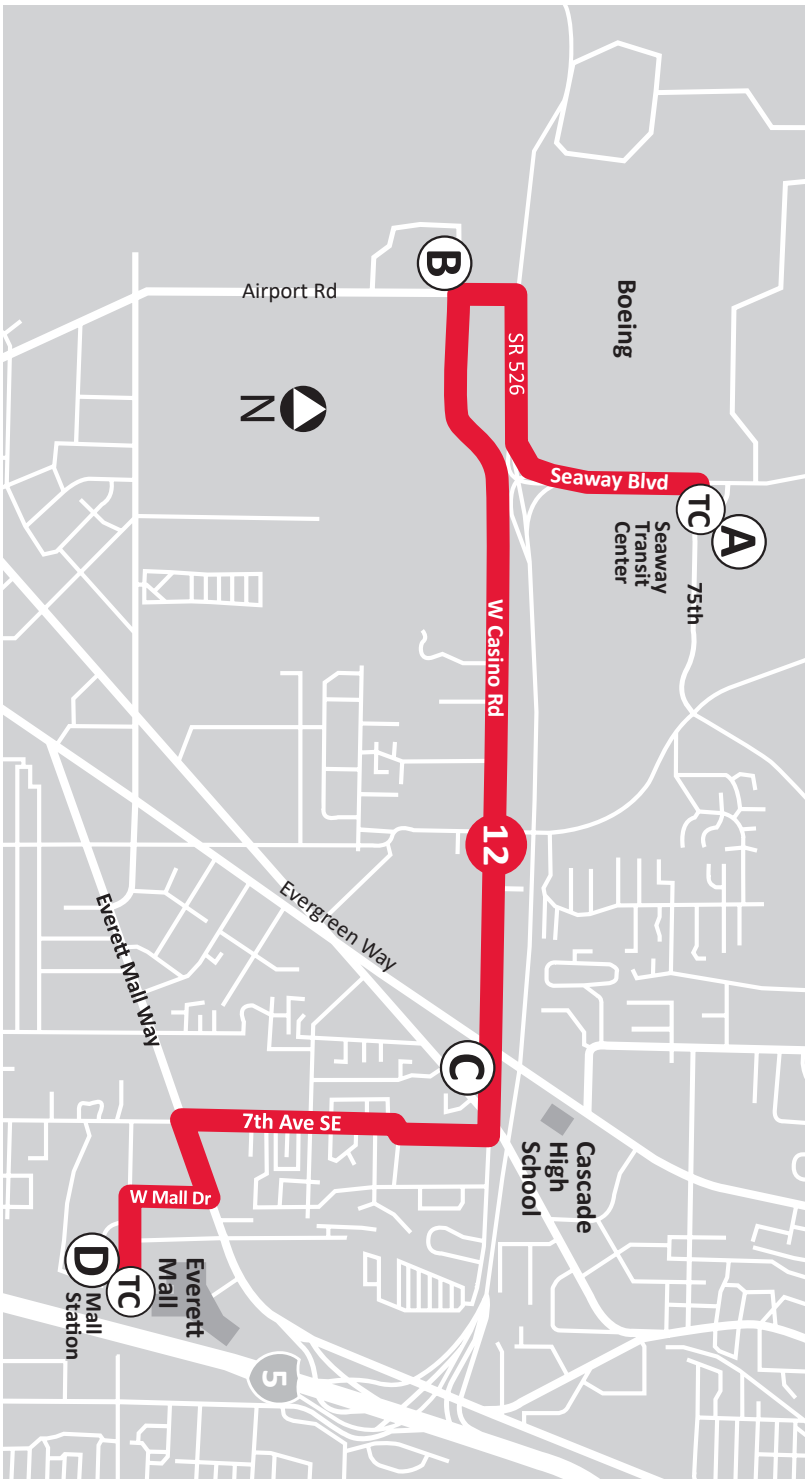 Boeing
Airport Rd
B
SR 526
N
Seaway Blvd
TC
A
Seaway
Transit
Center
75th
W Casino Rd
12
Evergreen Way
Everett Mall Way
C
7th Ave SE
Cascade
High
School
W Mall Dr
D
TC
Mall
Station
Everett
Mall
5